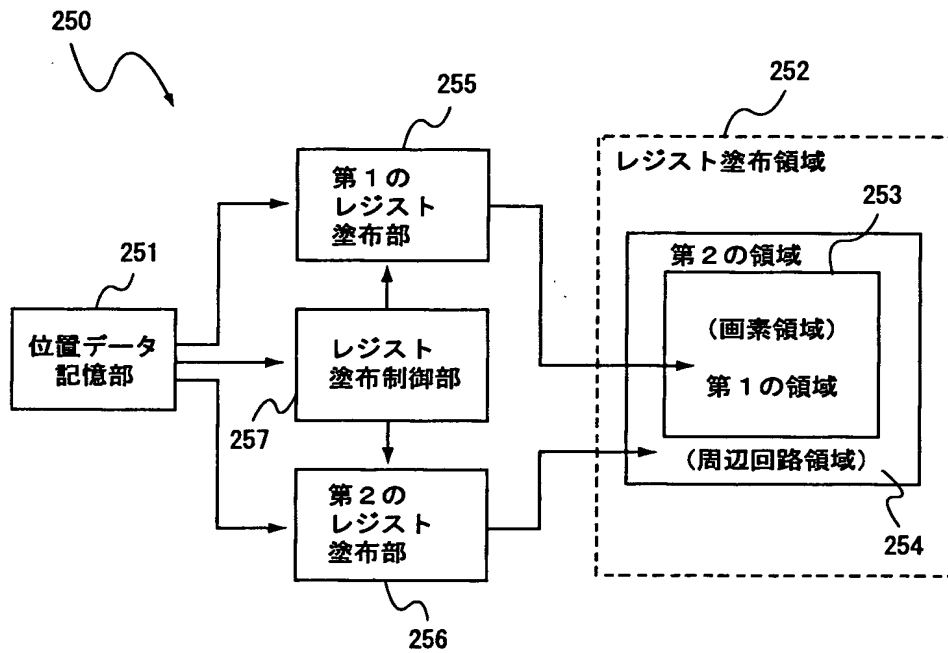 250
255
252
第1の
レジスト
塗布部
レジスト塗布領域
253
251
第2の領域
位置データ
記憶部
レジスト
塗布制御部
(画素領域)
第1の領域
257
(周辺回路領域)
第2の
レジスト
塗布部
254
256